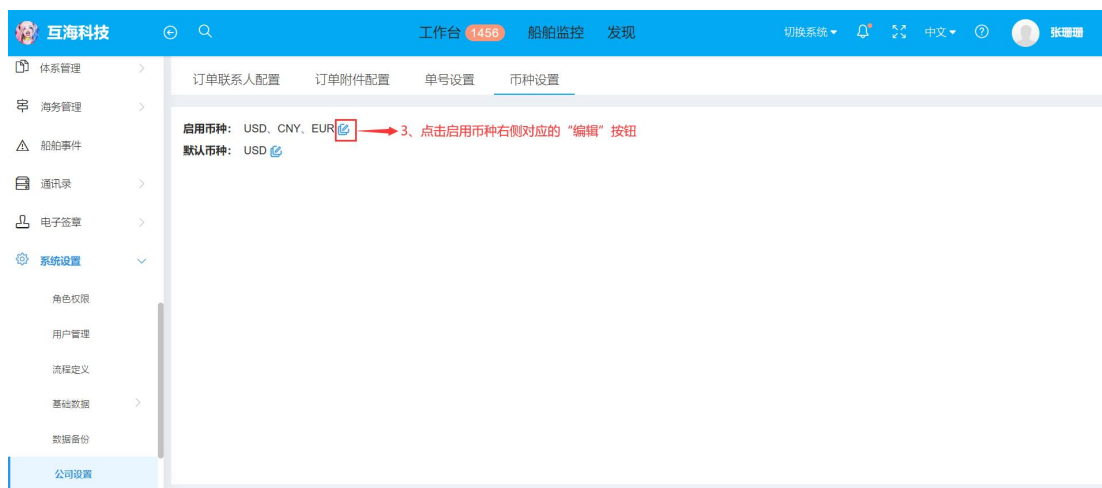 互海科技
工作台 1456 船舶监控 发现
切换系统 中文 张珊珊
体系管理
海务管理
船舶事件
通讯录
电子签章
系统设置
角色权限
用户管理
流程定义
基础数据
数据备份
公司设置
订单联系人配置 订单附件配置 单号设置 币种设置
启用币种： USD、CNY、EUR 3、点击启用币种右侧对应的“编辑”按钮
默认币种： USD